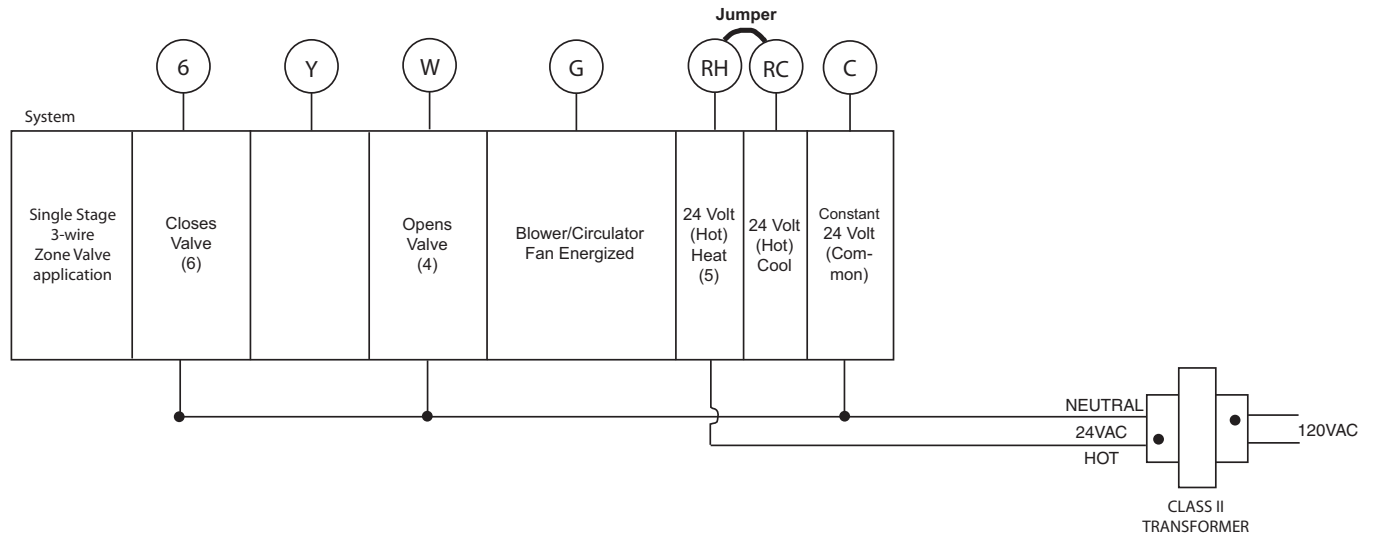 Jumper
6
Y
W
G
RH
RC
C
System
Single Stage
3-wire
Zone Valve
application
Closes
Valve
(6)
Opens
Valve
(4)
Blower/Circulator
Fan Energized
24 Volt
(Hot)
Heat
(5)
24 Volt
(Hot)
Cool
Constant
24 Volt
(Com-
mon)
NEUTRAL
24VAC
HOT
120VAC
CLASS II
TRANSFORMER